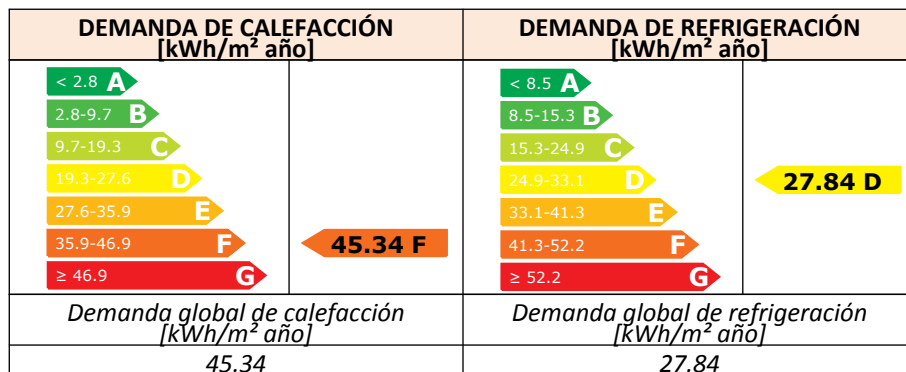 DEMANDA DE CALEFACCIÓN
[kWh/m² año]
DEMANDA DE REFRIGERACIÓN
[kWh/m² año]
< 2.8 A
2.8-9.7 B
9.7-19.3 C
19.3-27.6 D
27.6-35.9 E
35.9-46.9 F
≥ 46.9 G
45.34 F
< 8.5 A
8.5-15.3 B
15.3-24.9 C
24.9-33.1 D
33.1-41.3 E
41.3-52.2 F
≥ 52.2 G
27.84 D
Demanda global de calefacción
[kWh/m² año]
Demanda global de refrigeración
[kWh/m² año]
45.34
27.84